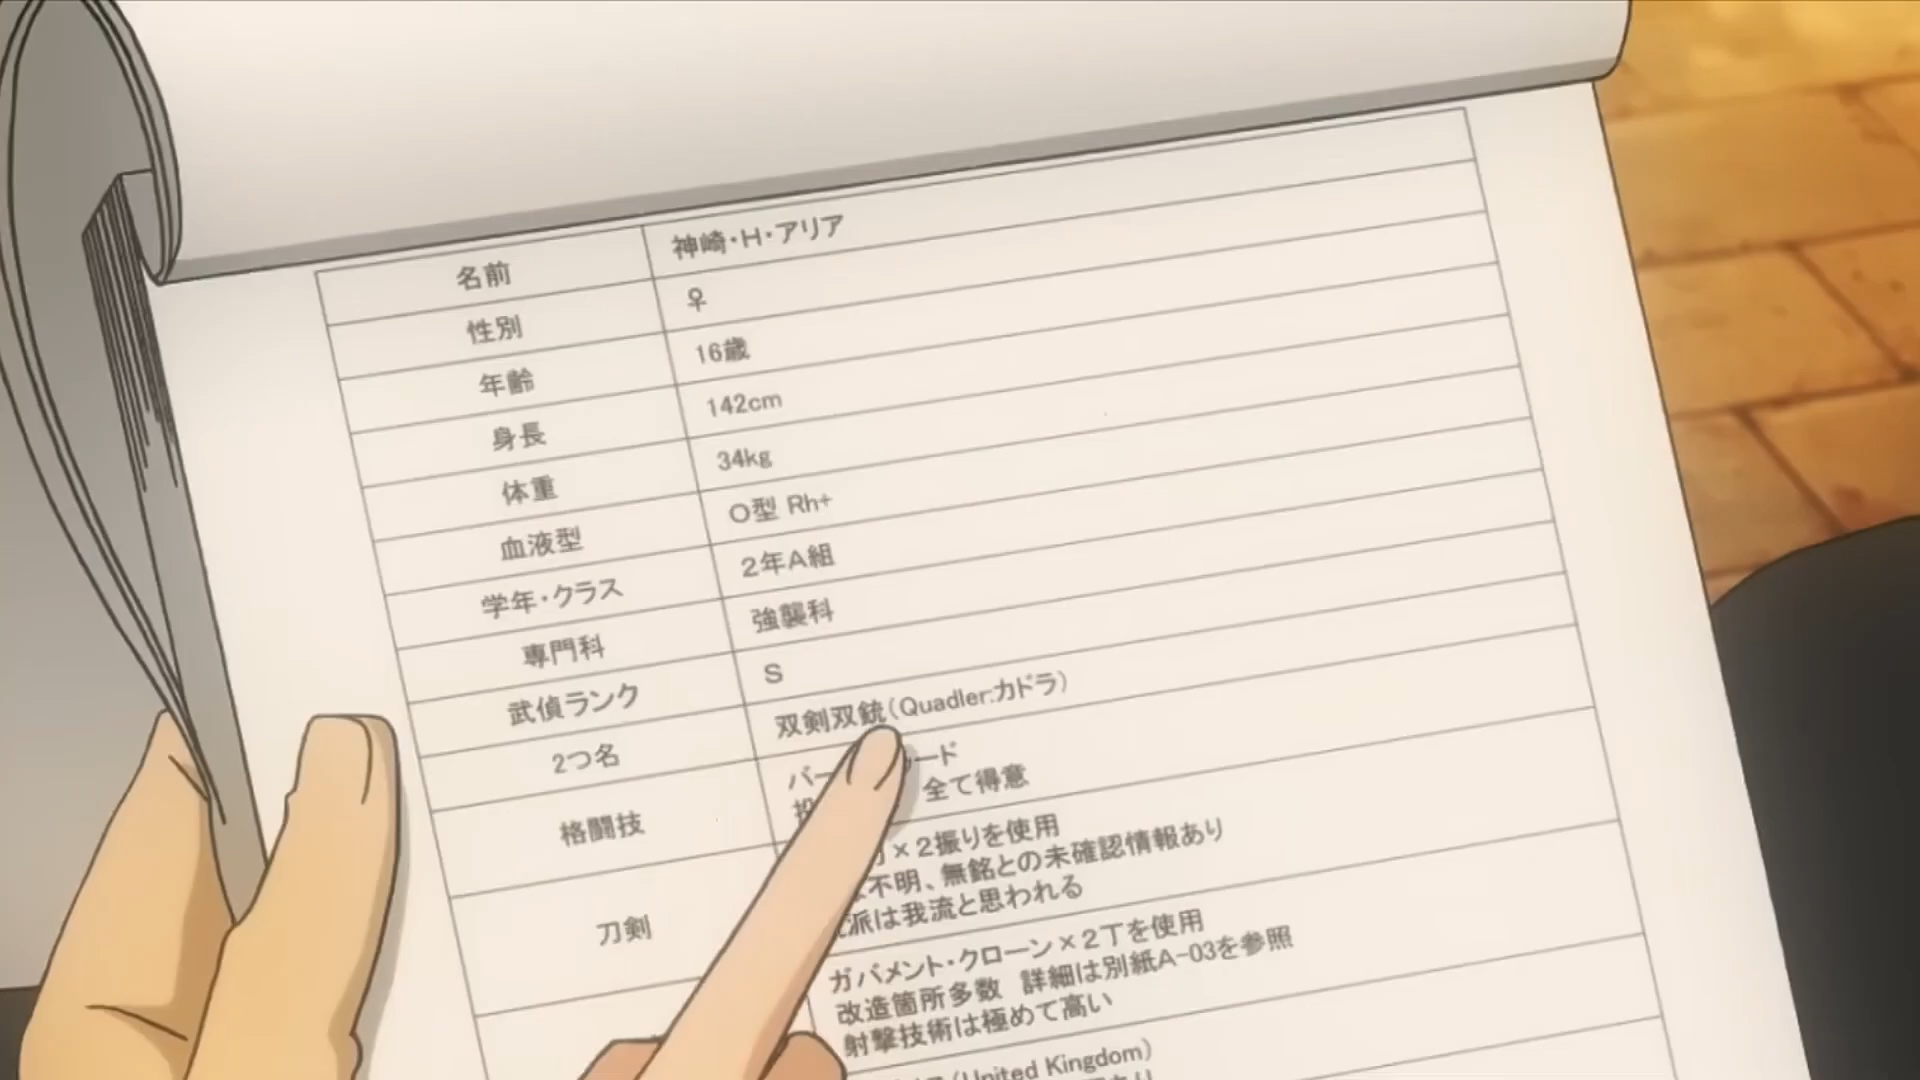 名前 神崎・H・アリア
性別 ♀
年齢 16歳
身長 142cm
体重 34kg
血液型 O型 Rh+
学年・クラス 2年A組
専門科 強襲科
武偵ランク S
2つ名 双剣双銃(Quadler:カドラ)
格闘技 バー ード
全て得意
刀剣 ×2振りを使用
不明、無銘との未確認情報あり
派は我流と思われる
ガバメント・クローン×2丁を使用
改造箇所多数 詳細は別紙A-03を参照
射撃技術は極めて高い
(United Kingdom)